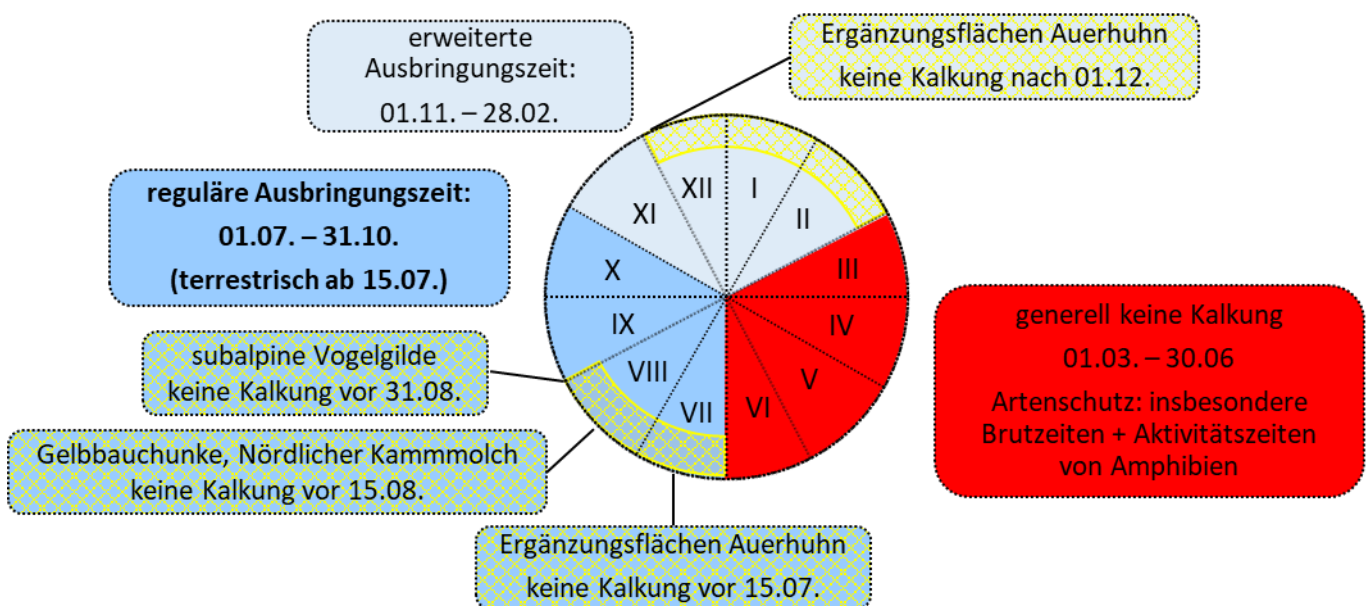 erweiterte
Ausbringungszeit:
01.11. – 28.02.
Ergänzungsflächen Auerhuhn
keine Kalkung nach 01.12.
reguläre Ausbringungszeit:
01.07. – 31.10.
(terrestrisch ab 15.07.)
XII
I
XI
II
X
III
IX
IV
VIII
V
VII
VI
generell keine Kalkung
01.03. – 30.06
Artenschutz: insbesondere
Brutzeiten + Aktivitätszeiten
von Amphibien
subalpine Vogelgilde
keine Kalkung vor 31.08.
Gelbbauchunke, Nördlicher Kammmolch
keine Kalkung vor 15.08.
Ergänzungsflächen Auerhuhn
keine Kalkung vor 15.07.